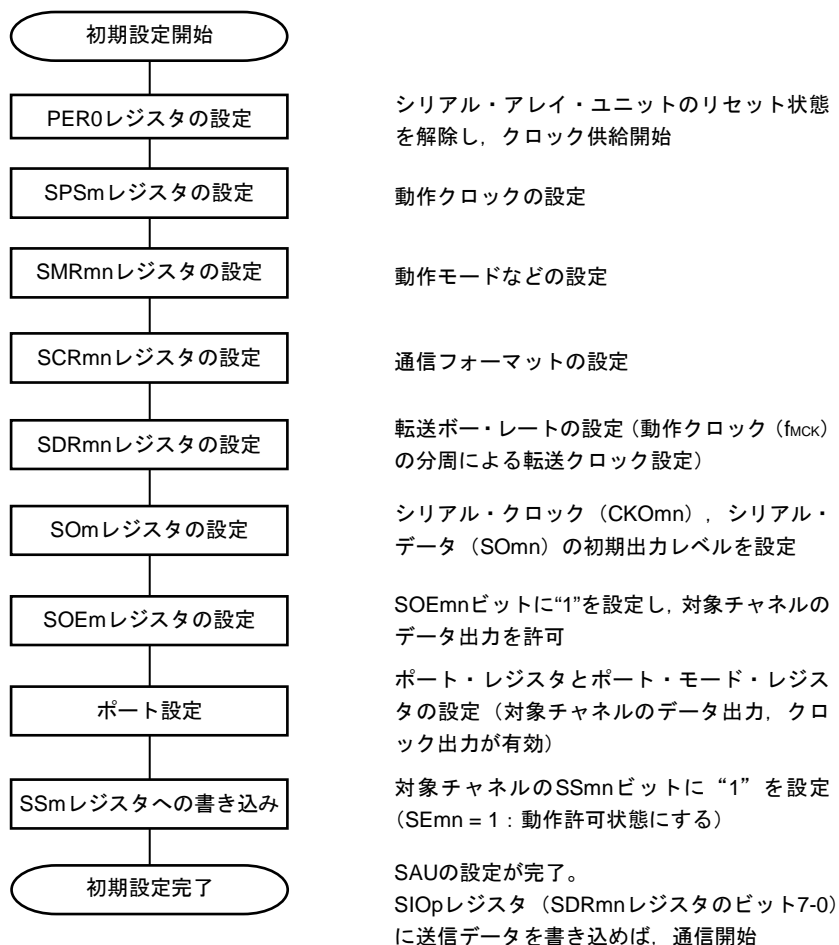 初期設定開始
PER0レジスタの設定
シリアル・アレイ・ユニットのリセット状態
を解除し，クロック供給開始
SPSmレジスタの設定
動作クロックの設定
SMRmnレジスタの設定
動作モードなどの設定
SCRmnレジスタの設定
通信フォーマットの設定
SDRmnレジスタの設定
転送ボー・レートの設定（動作クロック（fMCK）
の分周による転送クロック設定）
SOmレジスタの設定
シリアル・クロック（CKOmn），シリアル・
データ（SOmn）の初期出力レベルを設定
SOEmレジスタの設定
SOEmnビットに“1”を設定し，対象チャネルの
データ出力を許可
ポート設定
ポート・レジスタとポート・モード・レジス
タの設定（対象チャネルのデータ出力，クロ
ック出力が有効）
SSmレジスタへの書き込み
対象チャネルのSSmnビットに“1”を設定
（SEmn = 1：動作許可状態にする）
初期設定完了
SAUの設定が完了。
SIOpレジスタ（SDRmnレジスタのビット7-0）
に送信データを書き込めば，通信開始